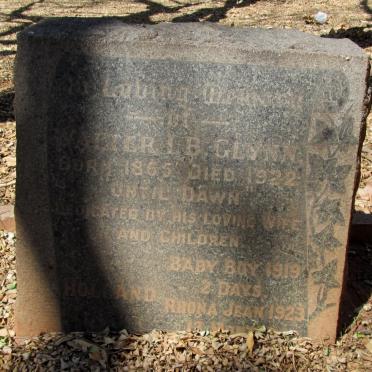 In Loving Memory
of
WALTER J.B. GLYNN
BORN 1865 DIED 1922
UNTIL DAWN
DEDICATED BY HIS LOVING WIFE
AND CHILDREN
BABY BOY 1919
2 DAYS
HOLLAND RHONA JEAN 1923